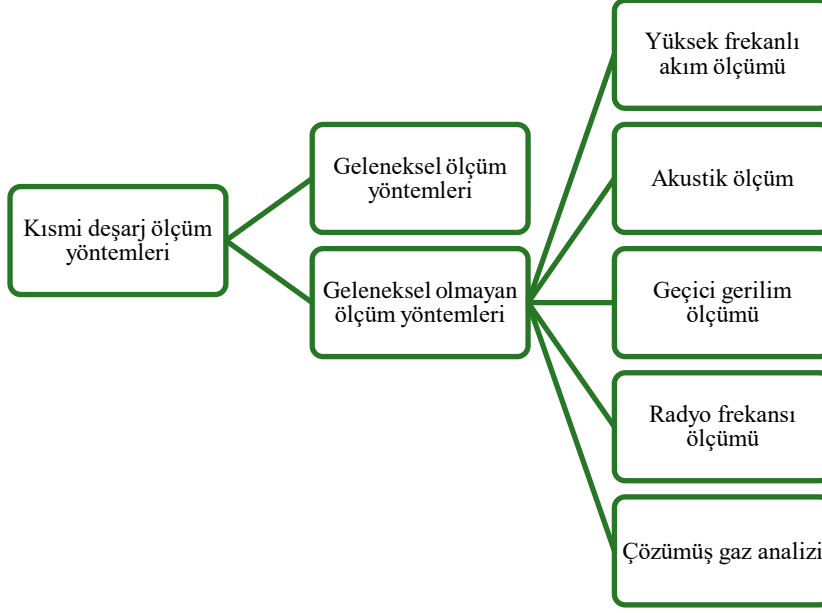 Kısmi deşarj ölçüm
yöntemleri
Geleneksel ölçüm
yöntemleri
Geleneksel olmayan
ölçüm yöntemleri
Yüksek frekanlı
akım ölçümü
Akustik ölçüm
Geçici gerilim
ölçümü
Radyo frekansı
ölçümü
Çözümüş gaz analizi